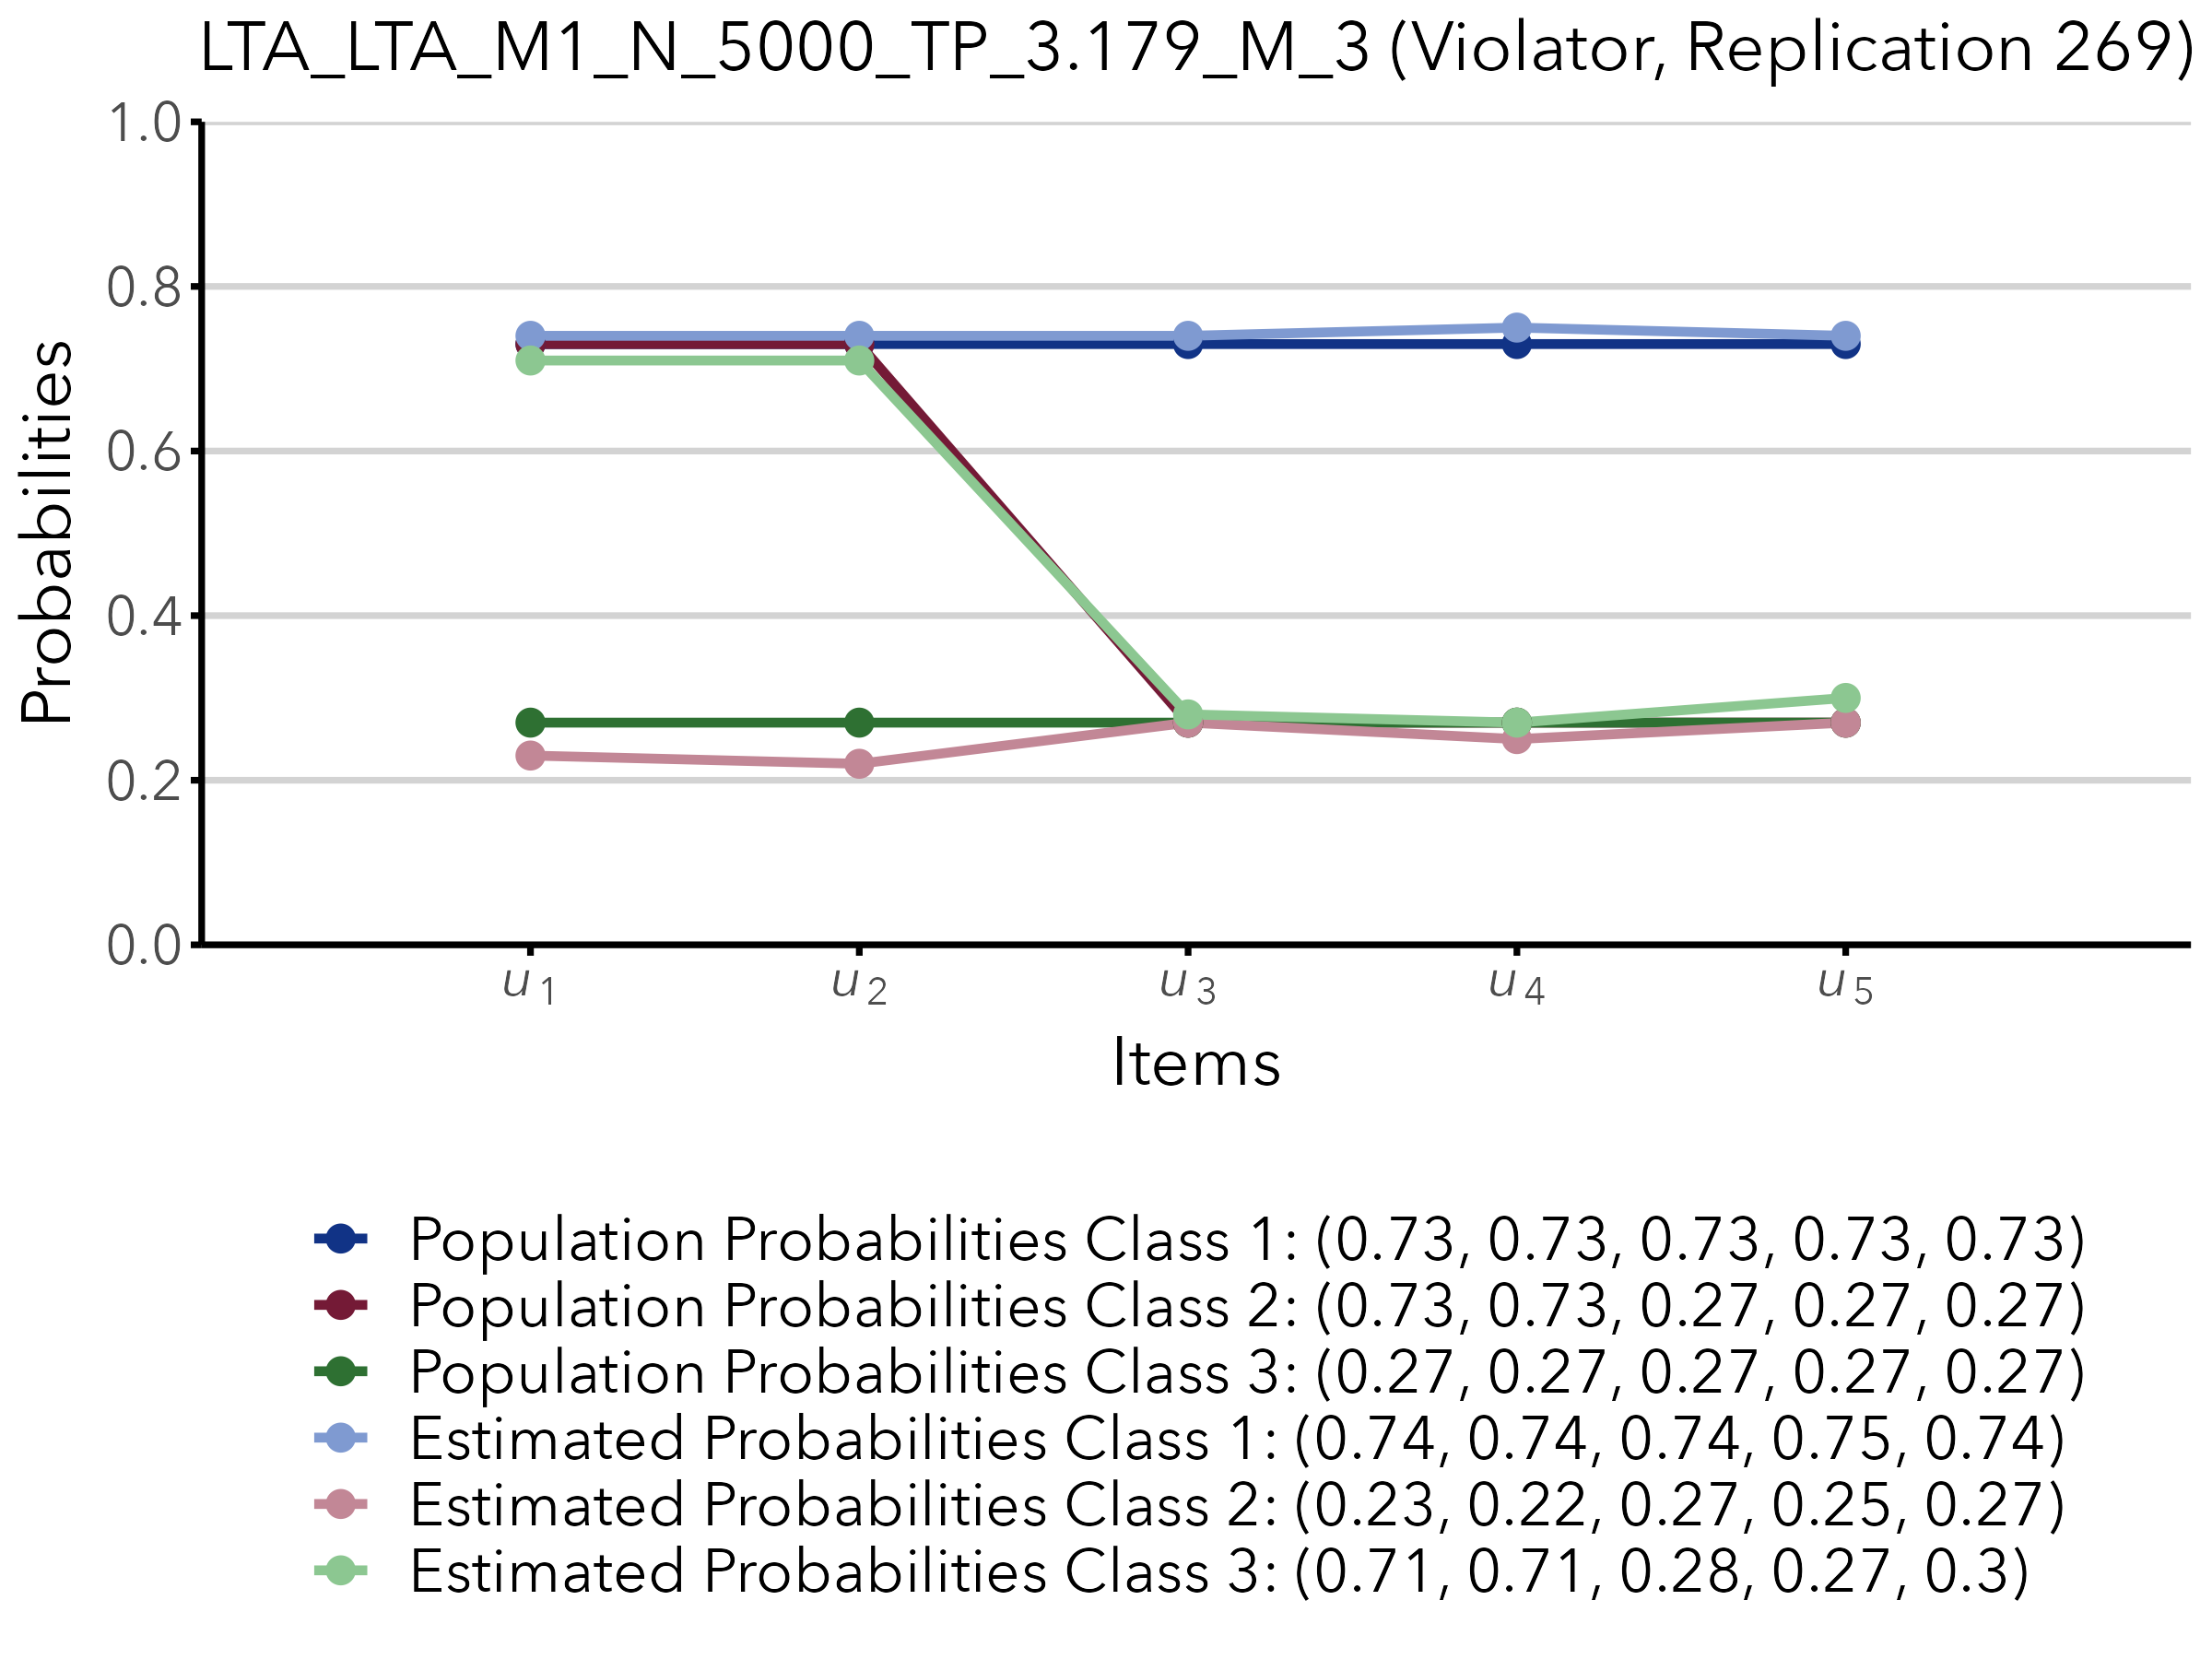 LTA_LTA_M1_N_5000_TP_3.179_M_3 (Violator, Replication 269)
1.0
0.8
0.6
0.4
0.2
0.0
Probabilities
u1 u2 u3 u4 u5
Items
Population Probabilities Class 1: (0.73, 0.73, 0.73, 0.73, 0.73)
Population Probabilities Class 2: (0.73, 0.73, 0.27, 0.27, 0.27)
Population Probabilities Class 3: (0.27, 0.27, 0.27, 0.27, 0.27)
Estimated Probabilities Class 1: (0.74, 0.74, 0.74, 0.75, 0.74)
Estimated Probabilities Class 2: (0.23, 0.22, 0.27, 0.25, 0.27)
Estimated Probabilities Class 3: (0.71, 0.71, 0.28, 0.27, 0.3)